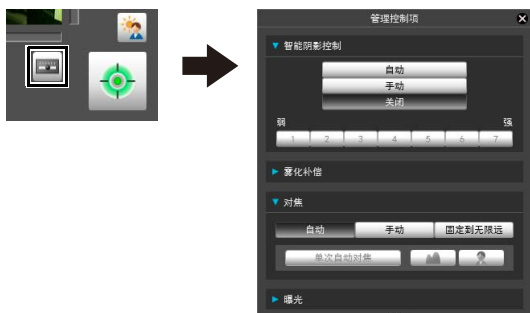 管理控制项
智能阴影控制
自动
手动
关闭
弱 强
1 2 3 4 5 6 7
雾化补偿
对焦
自动 手动 固定到无限远
单次自动对焦
曝光